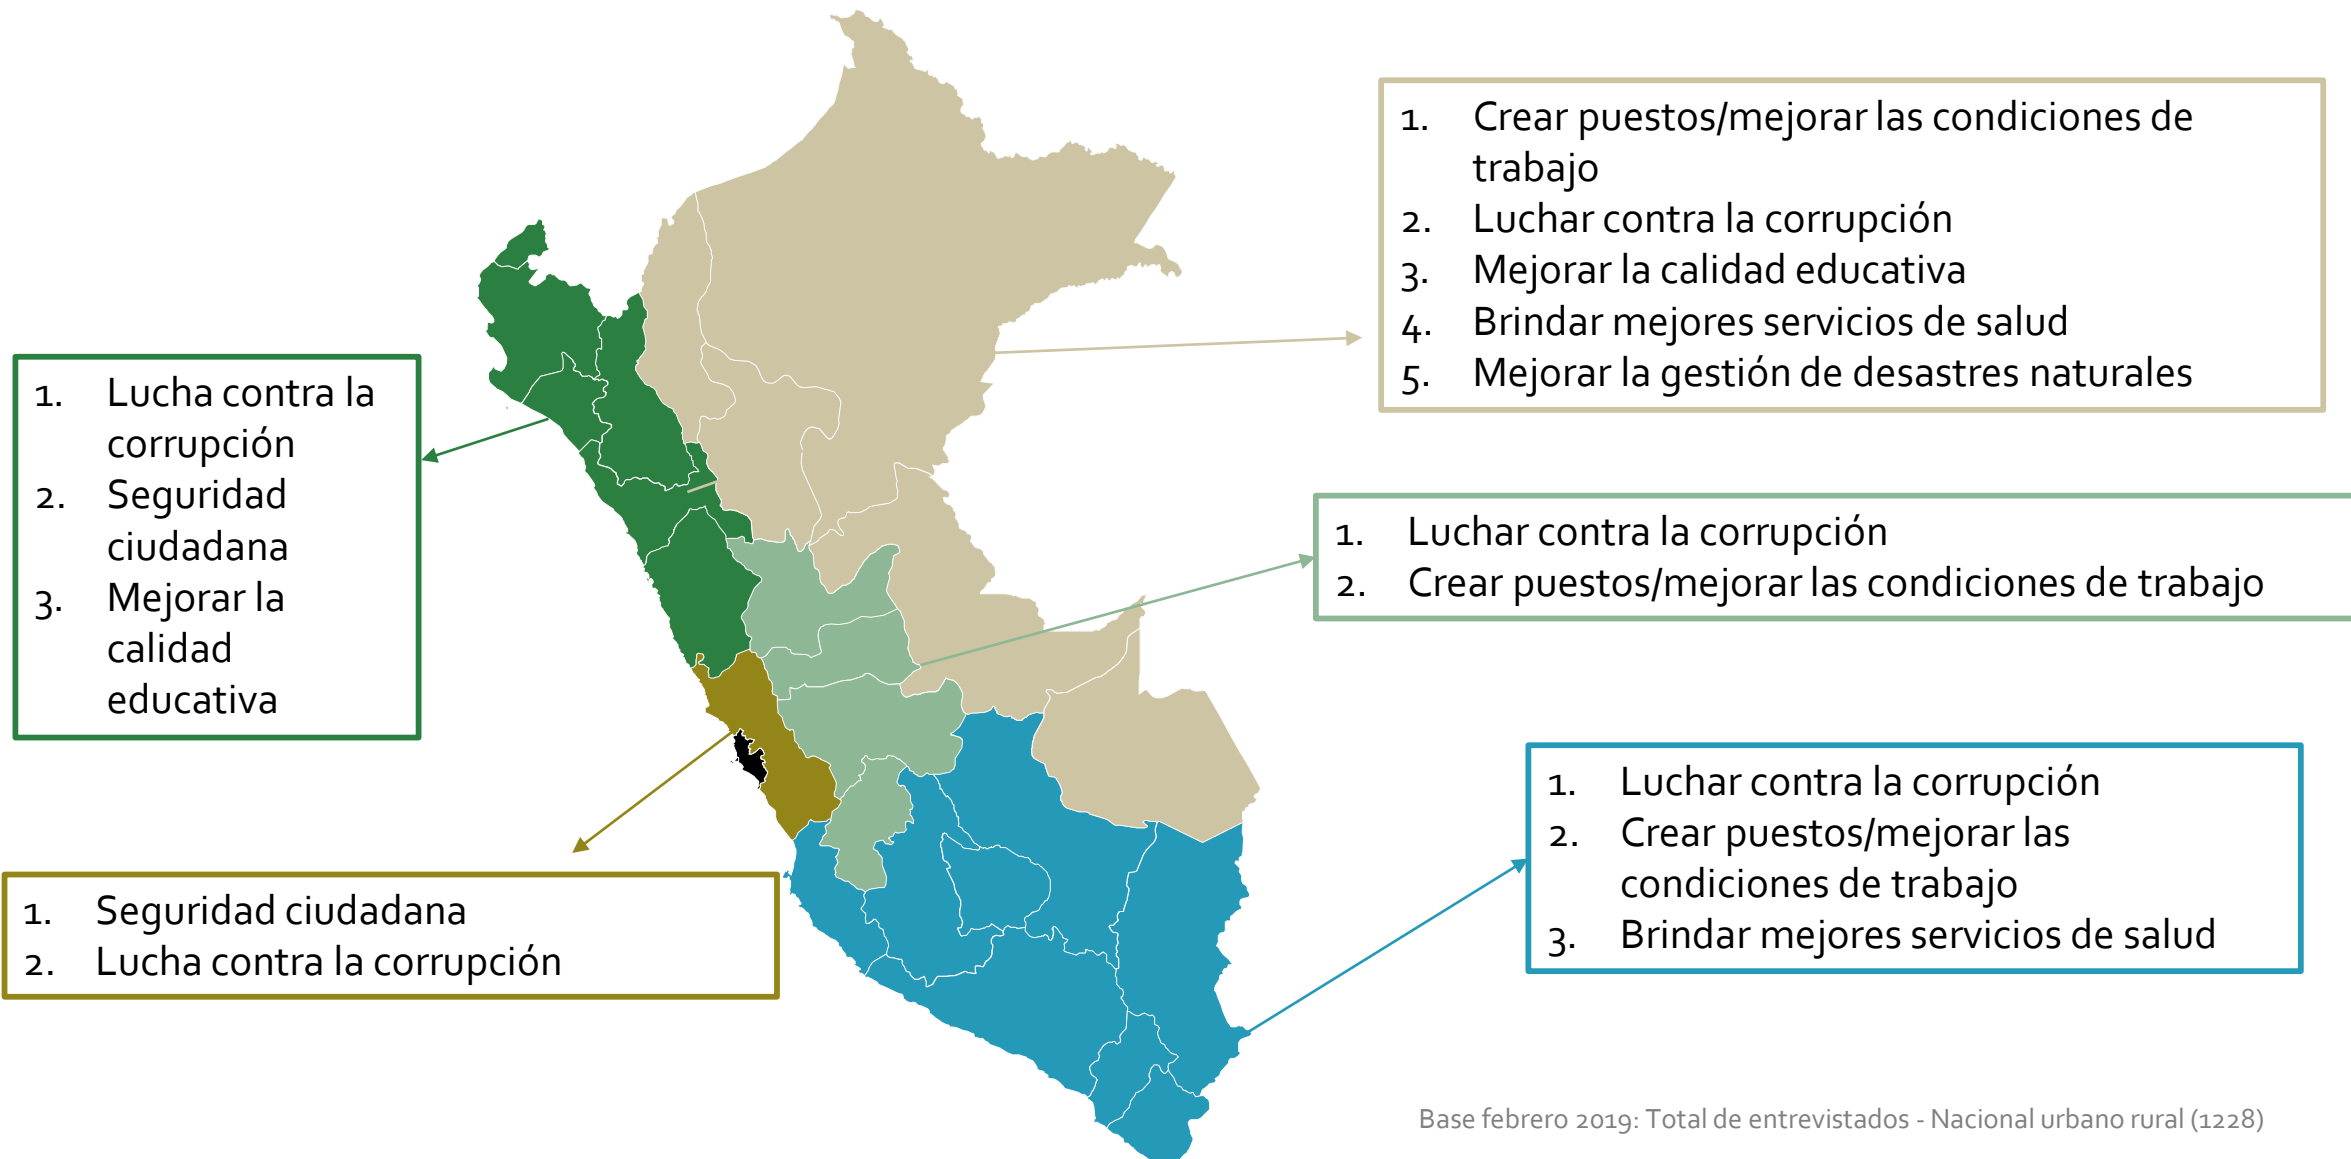 1. Crear puestos/mejorar las condiciones de
trabajo
2. Luchar contra la corrupción
3. Mejorar la calidad educativa
4. Brindar mejores servicios de salud
5. Mejorar la gestión de desastres naturales
1. Lucha contra la
corrupción
2. Seguridad
ciudadana
3. Mejorar la
calidad
educativa
1. Luchar contra la corrupción
2. Crear puestos/mejorar las condiciones de trabajo
1. Luchar contra la corrupción
2. Crear puestos/mejorar las
condiciones de trabajo
3. Brindar mejores servicios de salud
1. Seguridad ciudadana
2. Lucha contra la corrupción
Base febrero 2019: Total de entrevistados - Nacional urbano rural (1228)